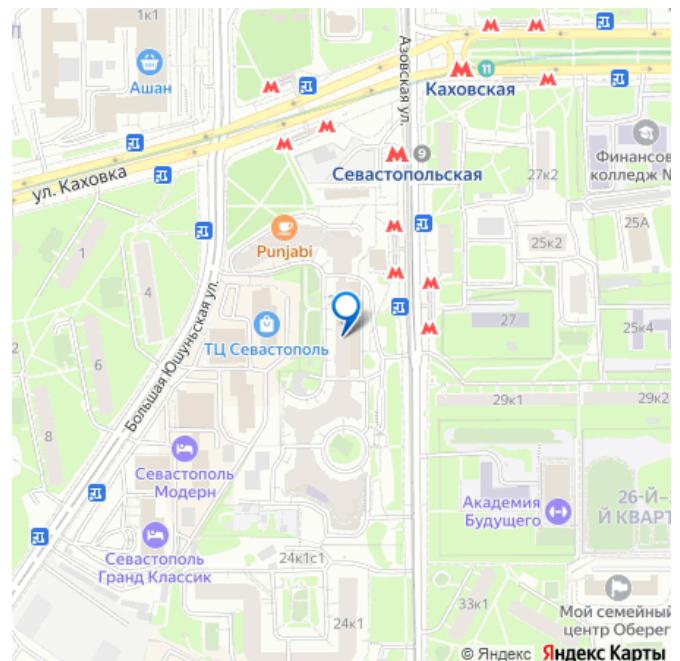 1к1
Ашан
Азовская ул.
11
Каховская
ул. Каховка
9
Севастопольская
Финансов
колледж №
27к2
25А
25к2
Punjabi
1
4
Большая Юшуньская ул.
ТЦ Севастополь
27
25к4
2
6
8
29к1
29к2
Севастополь
Модерн
Академия
Будущего
26-Й-
Й КВАРТ
Севастополь
Гранд Классик
24к1с1
24к1
33к1
Мой семейный
центр Оберег
© Яндекс Яндекс Карты